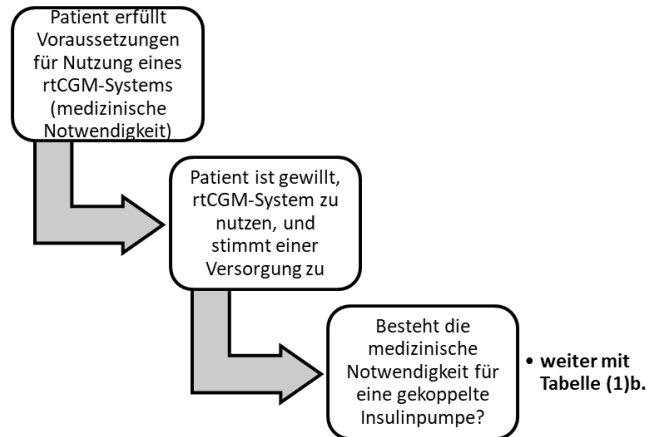 Patient erfüllt
Voraussetzungen
für Nutzung eines
rtCGM-Systems
(medizinische
Notwendigkeit)
Patient ist gewillt,
rtCGM-System zu
nutzen, und
stimmt einer
Versorgung zu
Besteht die
medizinische
Notwendigkeit für
eine gekoppelte
Insulinpumpe?
• weiter mit
Tabelle (1)b.